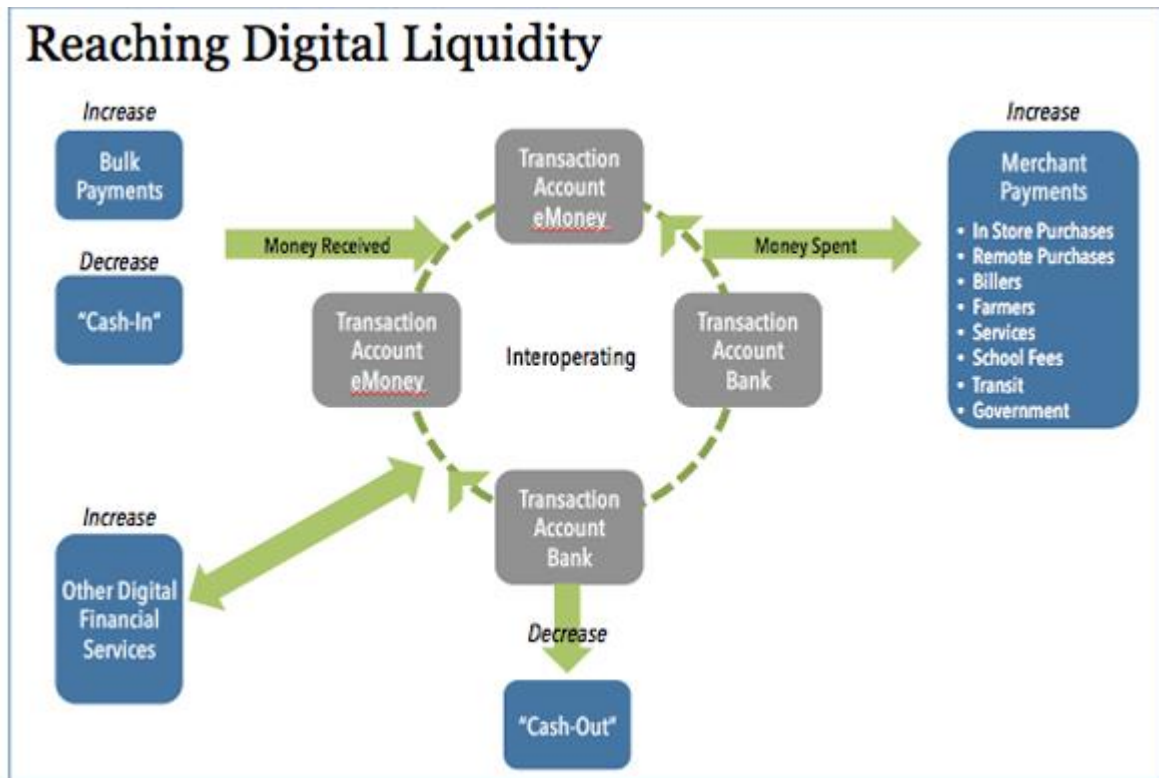 Reaching Digital Liquidity
Increase
Bulk
Payments
Decrease
"Cash-In"
Money Received
Transaction
Account
eMoney
Transaction
Account
eMoney
Interoperating
Transaction
Account
Bank
Transaction
Account
Bank
Money Spent
Increase
Merchant
Payments
• In Store Purchases
• Remote Purchases
• Billers
• Farmers
• Services
• School Fees
• Transit
• Government
Increase
Other Digital
Financial
Services
Decrease
"Cash-Out"